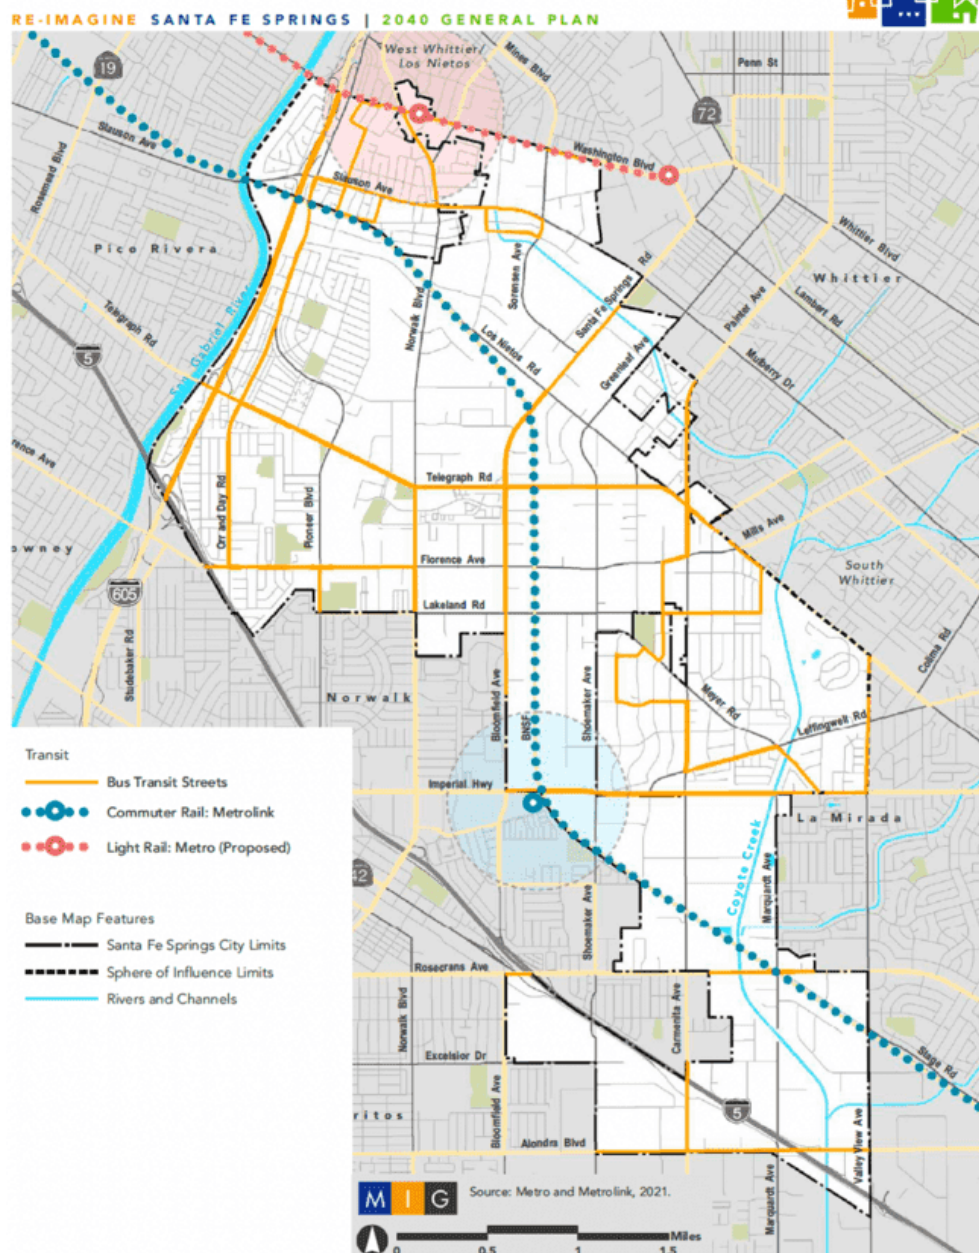 RE-IMAGINE SANTA FE SPRINGS | 2040 GENERAL PLAN
West Whittier/
Los Nietos
Mines Blvd
Penn St
19
72
Slauson Ave
Washington Blvd
Rosemead Blvd
Slauson Ave
Whittier Blvd
Pico Rivera
Sorensen Ave
Santa Fe Springs Rd
Whittier
San Gabriel River
Norwalk Blvd
Painter Ave
Lambert Rd
Telegraph Rd
Los Nietos Rd
Greenleaf Ave
Mulberry Dr
5
rence Ave
Telegraph Rd
Orr and Day Rd
Pioneer Blvd
Mills Ave
owney
Florence Ave
South
Whittier
605
Lakeland Rd
Studebaker Rd
Colima Rd
Norwalk
Bloomfield Ave
BNSF
Shoemaker Ave
Meyer Rd
Leffingwell Rd
Transit
Bus Transit Streets
Imperial Hwy
Commuter Rail: Metrolink
La Mirada
Light Rail: Metro (Proposed)
42
Coyote Creek
Marquardt Ave
Base Map Features
Shoemaker Ave
Santa Fe Springs City Limits
Sphere of Influence Limits
Rosecrans Ave
Rivers and Channels
Norwalk Blvd
Carmenita Ave
Excelsior Dr
Stage Rd
5
rritos
Bloomfield Ave
Alondra Blvd
Valley View Ave
Marquardt Ave
M I G
Source: Metro and Metrolink, 2021.
Miles
0 0.5 1 1.5